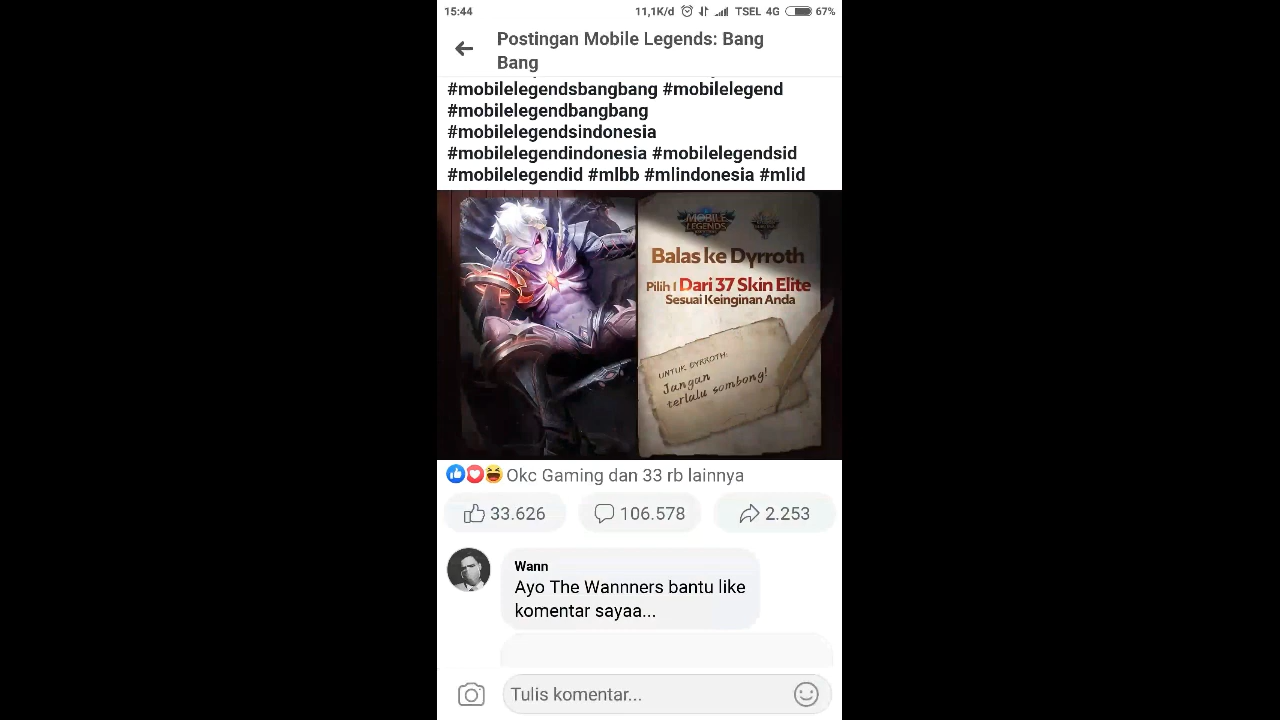 15:44 11,1K/d TSEL 4G 67%
Postingan Mobile Legends: Bang
Bang
#mobilelegendsbangbang #mobilelegend
#mobilelegendbangbang
#mobilelegendsindonesia
#mobilelegendindonesia #mobilelegendsid
#mobilelegendid #mlbb #mlindonesia #mlid
MOBILE
LEGENDS
Balas ke Dyrroth
Pilih 1 Dari 37 Skin Elite
Sesuai Keinginan Anda
UNTUK DYRROTH:
Jangan
terlalu sombong!
Okc Gaming dan 33 rb lainnya
33.626 106.578 2.253
Wann
Ayo The Wannners bantu like
komentar sayaa...
Tulis komentar...